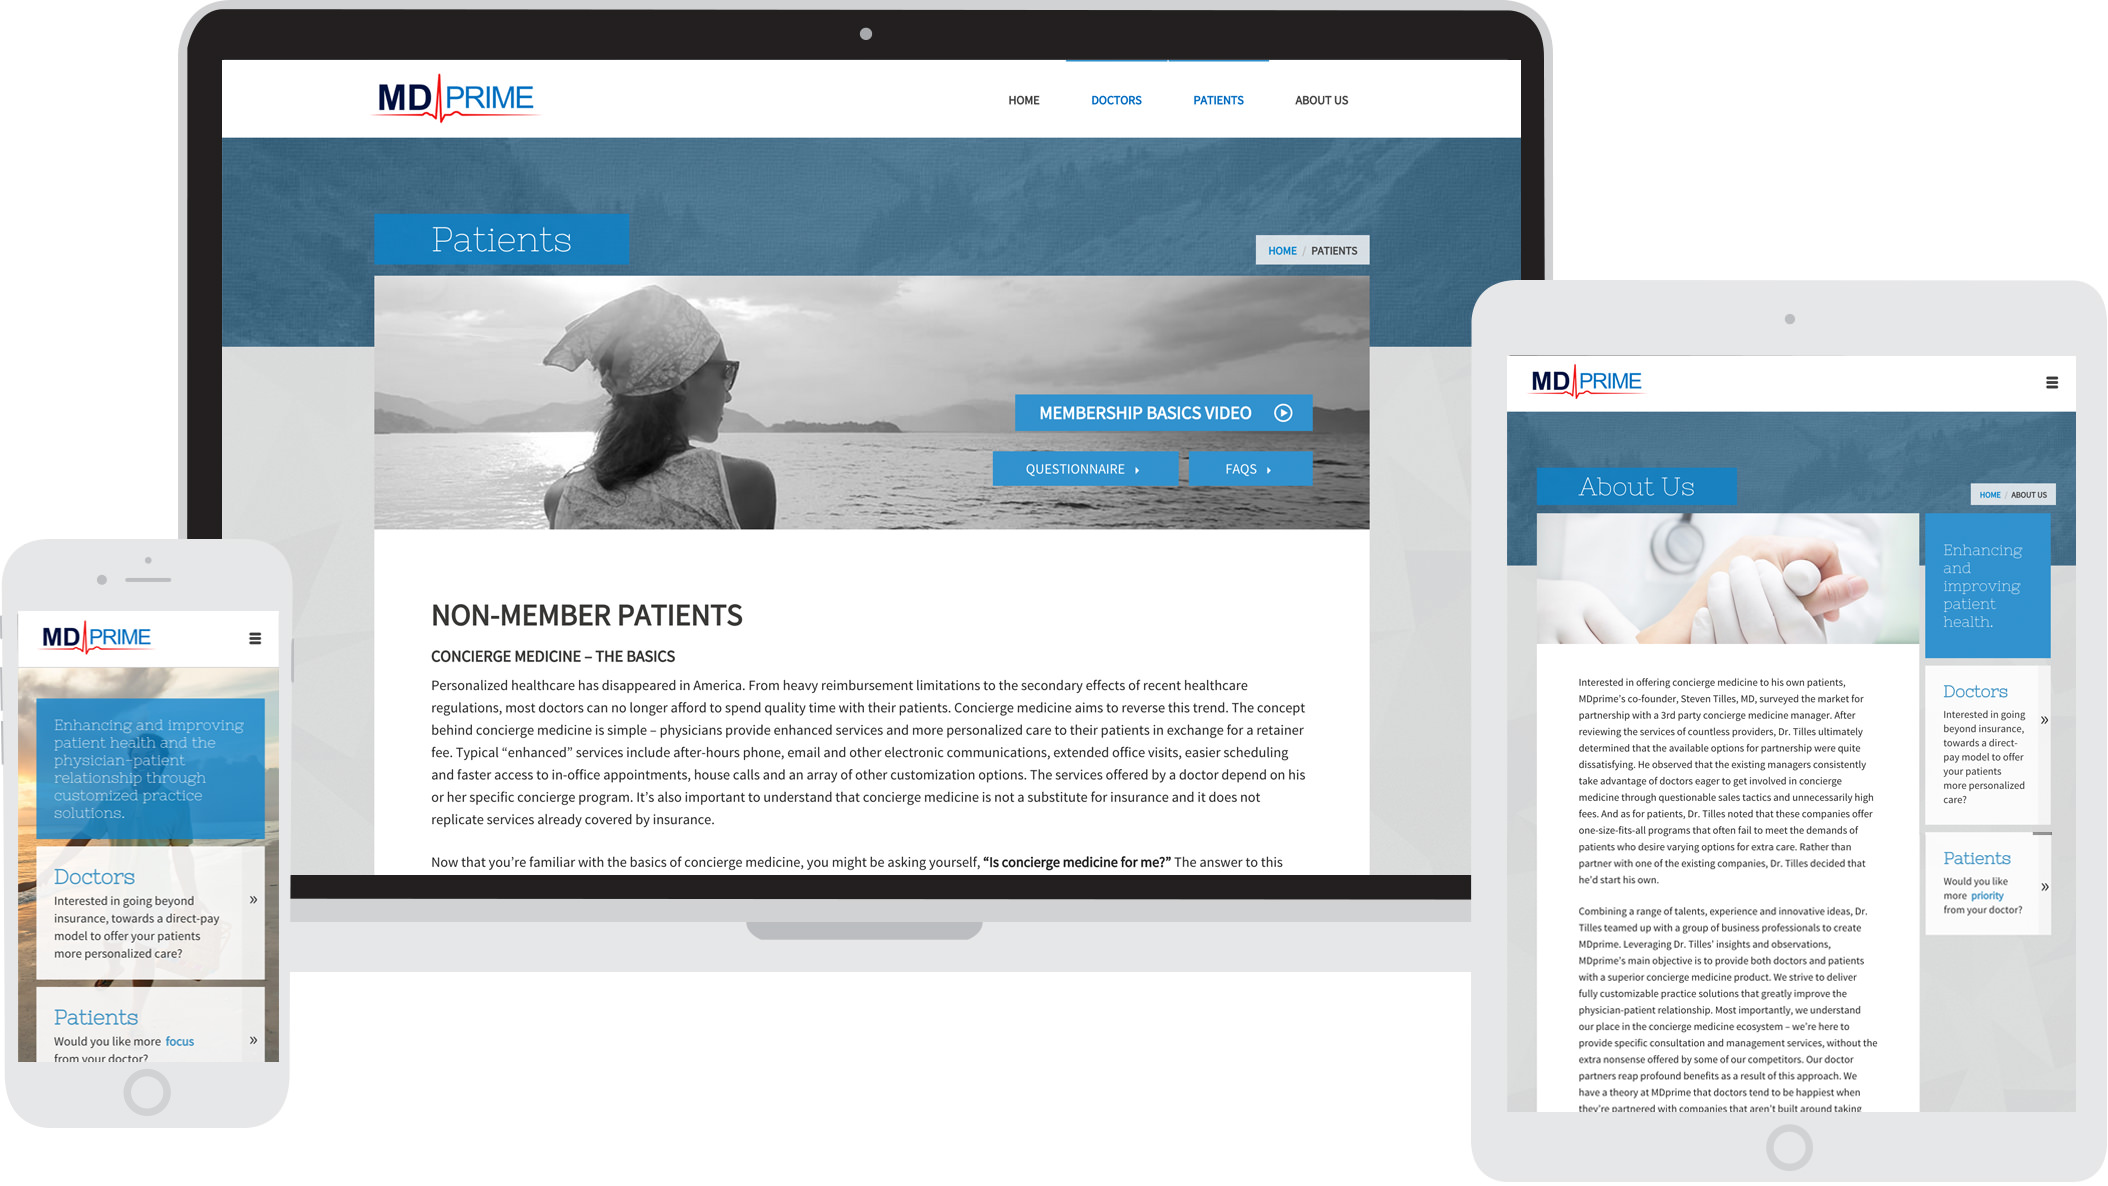 MD PRIME
HOME
DOCTORS
PATIENTS
ABOUT US
Patients
HOME / PATIENTS
MEMBERSHIP BASICS VIDEO
QUESTIONNAIRE
FAQS
NON-MEMBER PATIENTS
CONCIERGE MEDICINE – THE BASICS
Personalized healthcare has disappeared in America. From heavy reimbursement limitations to the secondary effects of recent healthcare
regulations, most doctors can no longer afford to spend quality time with their patients. Concierge medicine aims to reverse this trend. The concept
behind concierge medicine is simple – physicians provide enhanced services and more personalized care to their patients in exchange for a retainer
fee. Typical “enhanced” services include after-hours phone, email and other electronic communications, extended office visits, easier scheduling
and faster access to in-office appointments, house calls and an array of other customization options. The services offered by a doctor depend on his
or her specific concierge program. It’s also important to understand that concierge medicine is not a substitute for insurance and it does not
replicate services already covered by insurance.
Now that you’re familiar with the basics of concierge medicine, you might be asking yourself, “Is concierge medicine for me?” The answer to this
MD PRIME
Enhancing and improving
patient health and the
physician-patient
relationship through
customized practice
solutions.
Doctors
Interested in going beyond
insurance, towards a direct-pay
model to offer your patients
more personalized care?
»
Patients
Would you like more focus
from your doctor?
»
MD PRIME
About Us
HOME / ABOUT US
Interested in offering concierge medicine to his own patients,
MDprime’s co-founder, Steven Tilles, MD, surveyed the market for
partnership with a 3rd party concierge medicine manager. After
reviewing the services of countless providers, Dr. Tilles ultimately
determined that the available options for partnership were quite
dissatisfying. He observed that the existing managers consistently
take advantage of doctors eager to get involved in concierge
medicine through questionable sales tactics and unnecessarily high
fees. And as for patients, Dr. Tilles noted that these companies offer
one-size-fits-all programs that often fail to meet the demands of
patients who desire varying options for extra care. Rather than
partner with one of the existing companies, Dr. Tilles decided that
he’d start his own.
Combining a range of talents, experience and innovative ideas, Dr.
Tilles teamed up with a group of business professionals to create
MDprime. Leveraging Dr. Tilles’ insights and observations,
MDprime’s main objective is to provide both doctors and patients
with a superior concierge medicine product. We strive to deliver
fully customizable practice solutions that greatly improve the
physician-patient relationship. Most importantly, we understand
our place in the concierge medicine ecosystem – we’re here to
provide specific consultation and management services, without the
extra nonsense offered by some of our competitors. Our doctor
partners reap profound benefits as a result of this approach. We
have a theory at MDprime that doctors tend to be happiest when
they’re partnered with companies that aren’t built around taking
Enhancing
and
improving
patient
health.
Doctors
Interested in going
beyond insurance,
towards a direct-
pay model to offer
your patients
more personalized
care?
»
Patients
Would you like
more priority
from your doctor?
»